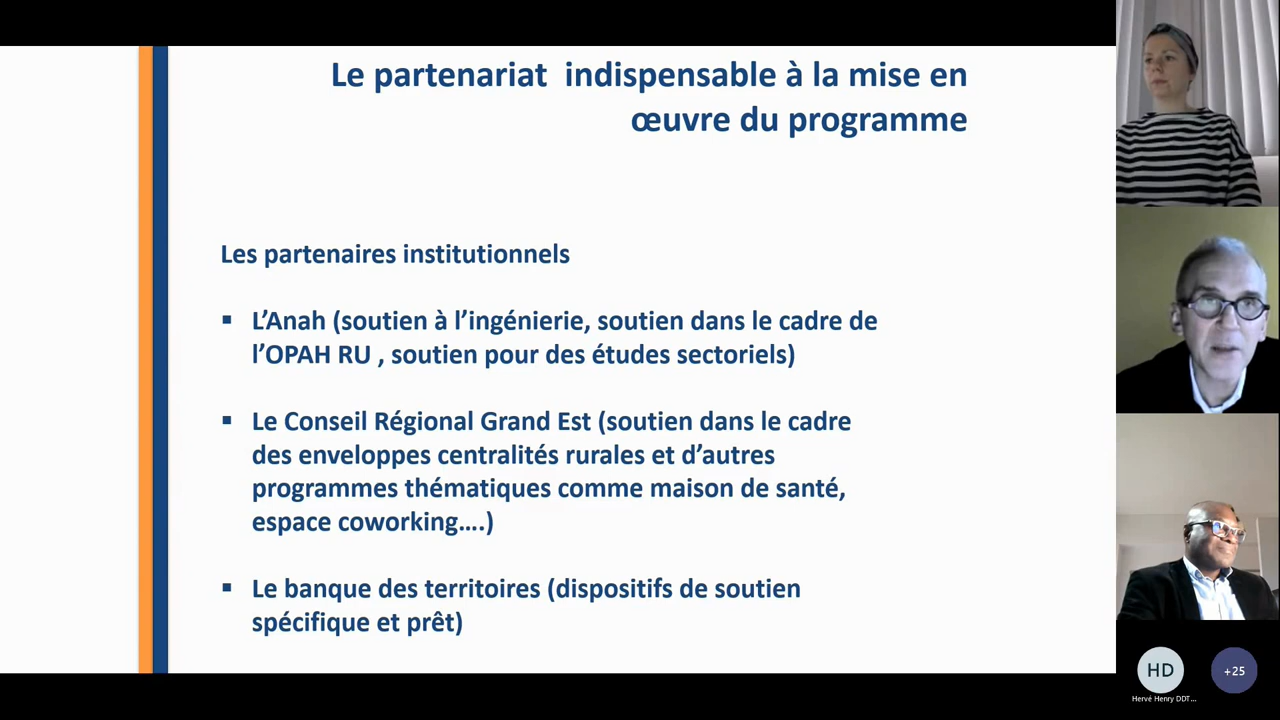 Le partenariat  indispensable à la mise en
œuvre du programme
Les partenaires institutionnels
▪ L’Anah (soutien à l’ingénierie, soutien dans le cadre de
l’OPAH RU , soutien pour des études sectoriels)
▪ Le Conseil Régional Grand Est (soutien dans le cadre
des enveloppes centralités rurales et d’autres
programmes thématiques comme maison de santé,
espace coworking….)
▪ Le banque des territoires (dispositifs de soutien
spécifique et prêt)
HD
+25
Hervé Henry DDT...